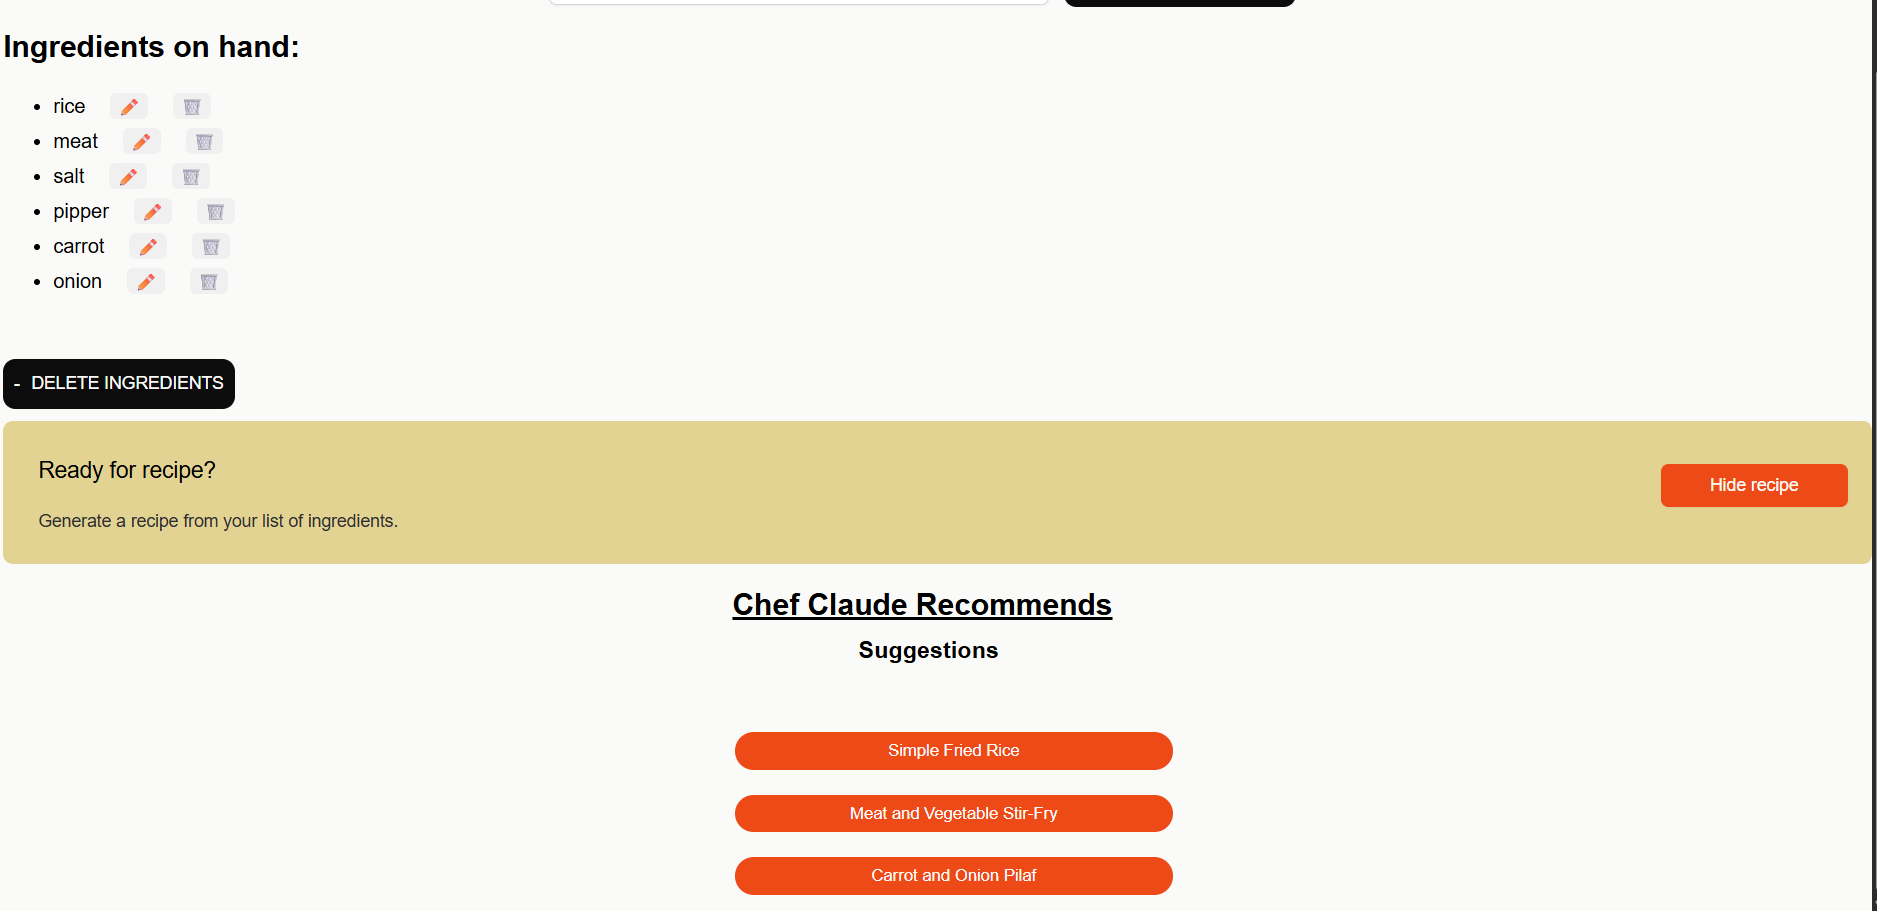 Ingredients on hand:
• rice
• meat
• salt
• pipper
• carrot
• onion
- DELETE INGREDIENTS
Ready for recipe?
Hide recipe
Generate a recipe from your list of ingredients.
Chef Claude Recommends
Suggestions
Simple Fried Rice
Meat and Vegetable Stir-Fry
Carrot and Onion Pilaf